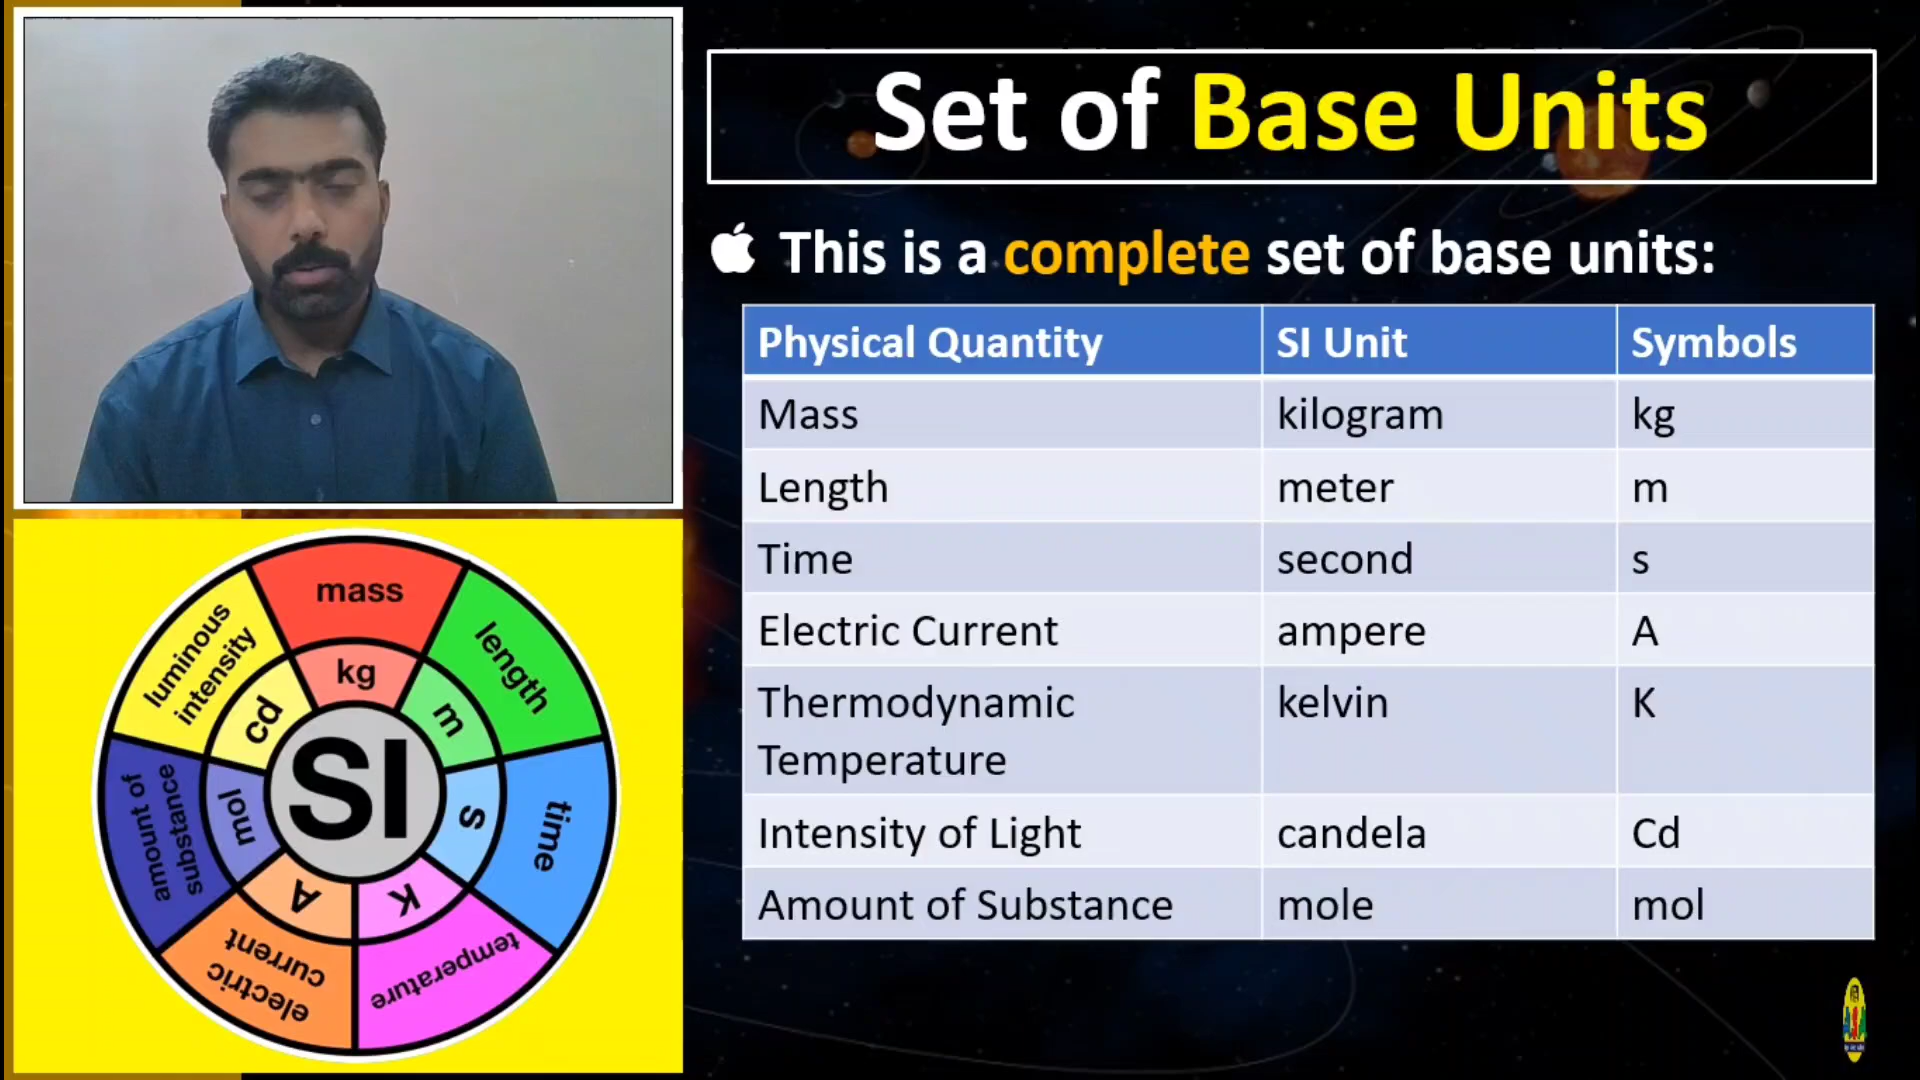 Set of Base Units
This is a complete set of base units:
Physical Quantity SI Unit Symbols
Mass kilogram kg
Length meter m
Time second s
Electric Current ampere A
Thermodynamic kelvin K
Temperature
Intensity of Light candela Cd
Amount of Substance mole mol
mass
kg
length
m
time
s
temperature
K
electric
current
A
amount of
substance
mol
luminous
intensity
cd
SI